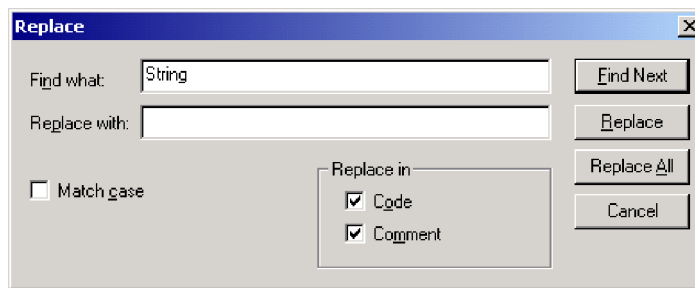 Replace
Find what: String Find Next
Replace with: Replace
Replace in Replace All
Match case Code Cancel
Comment